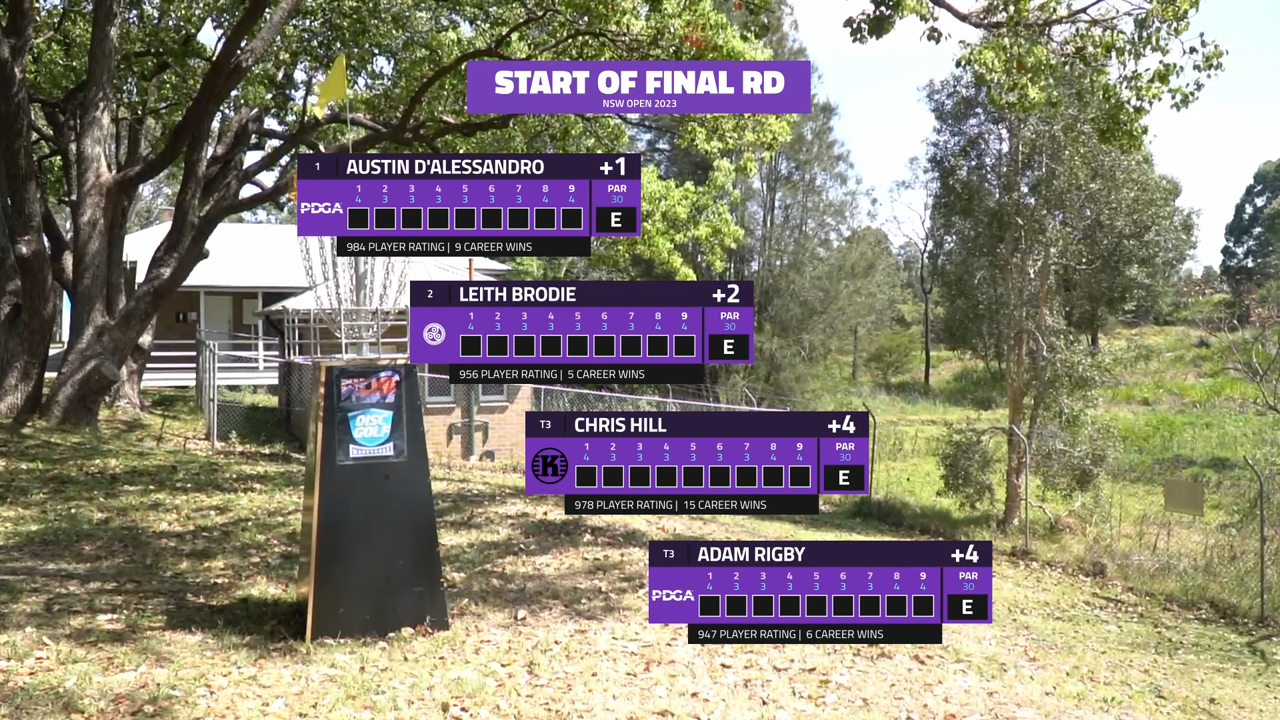 START OF FINAL RD
NSW OPEN 2023
1 AUSTIN D'ALESSANDRO +1
1 2 3 4 5 6 7 8 9 PAR
4 3 3 3 3 3 3 4 4 30
PDGA E
984 PLAYER RATING | 9 CAREER WINS
2 LEITH BRODIE +2
1 2 3 4 5 6 7 8 9 PAR
4 3 3 3 3 3 3 4 4 30
E
956 PLAYER RATING | 5 CAREER WINS
T3 CHRIS HILL +4
1 2 3 4 5 6 7 8 9 PAR
4 3 3 3 3 3 3 4 4 30
K E
978 PLAYER RATING | 15 CAREER WINS
T3 ADAM RIGBY +4
1 2 3 4 5 6 7 8 9 PAR
4 3 3 3 3 3 3 4 4 30
PDGA E
947 PLAYER RATING | 6 CAREER WINS
DISC
GOLF